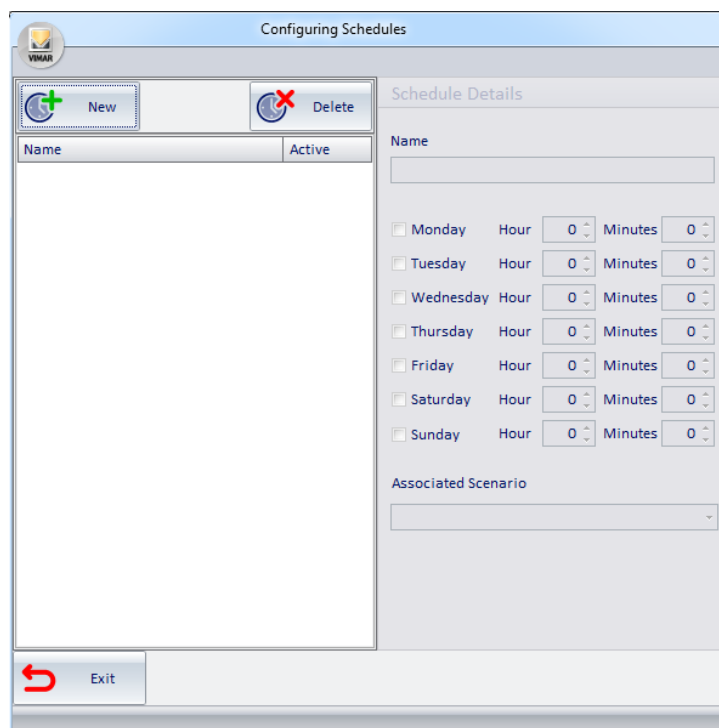 Configuring Schedules
VIMAR
New
Delete
Name Active
Schedule Details
Name
Monday Hour 0 Minutes 0
Tuesday Hour 0 Minutes 0
Wednesday Hour 0 Minutes 0
Thursday Hour 0 Minutes 0
Friday Hour 0 Minutes 0
Saturday Hour 0 Minutes 0
Sunday Hour 0 Minutes 0
Associated Scenario
Exit